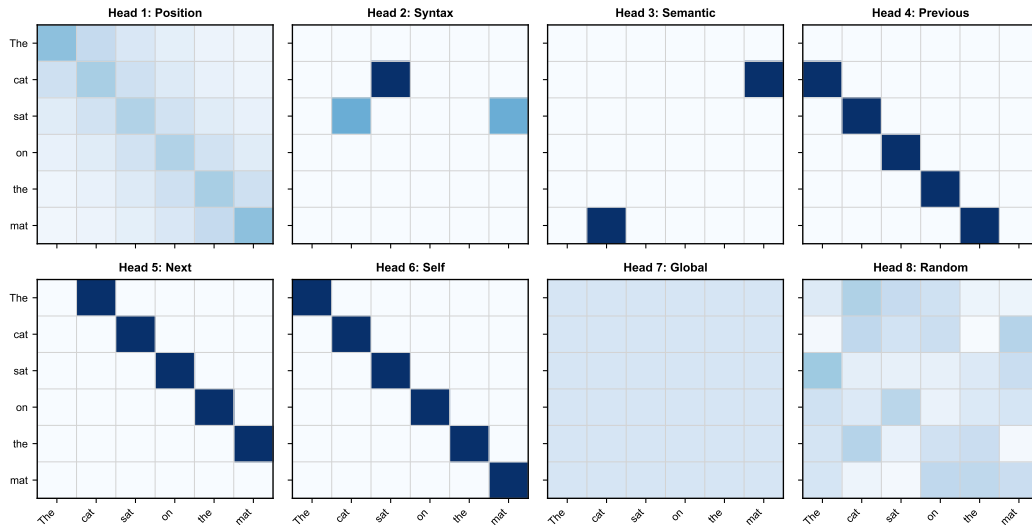 Head 1: Position
Head 2: Syntax
Head 3: Semantic
Head 4: Previous
The
cat
sat
on
the
mat
Head 5: Next
Head 6: Self
Head 7: Global
Head 8: Random
The
cat
sat
on
the
mat
The cat sat on the mat
The cat sat on the mat
The cat sat on the mat
The cat sat on the mat